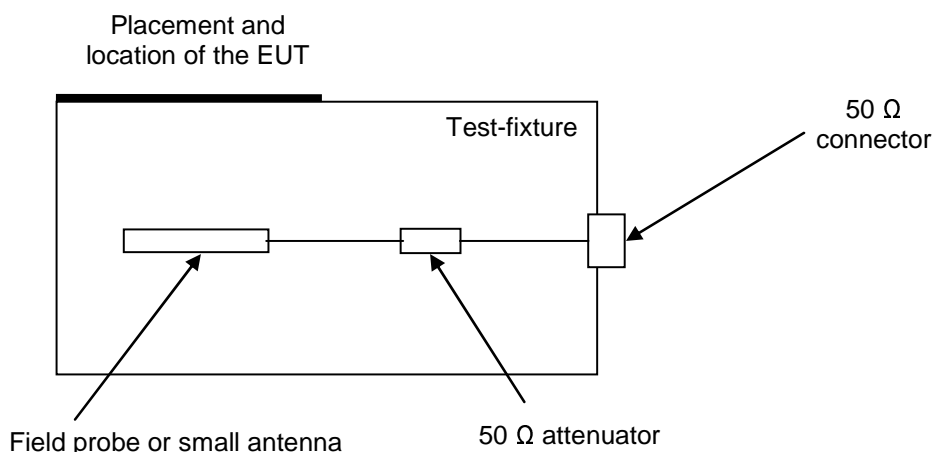 Placement and
location of the EUT
Test-fixture
50 Ω
connector
Field probe or small antenna
50 Ω attenuator